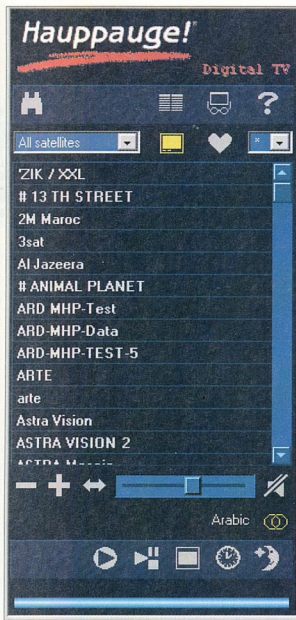 Hauppauge!
Digital TV
?
All satellites *
'ZIK / XXL
# 13 TH STREET
2M Maroc
3sat
Al Jazeera
# ANIMAL PLANET
ARD MHP-Test
ARD-MHP-Data
ARD-MHP-TEST-5
ARTE
arte
Astra Vision
ASTRA VISION 2
Arabic